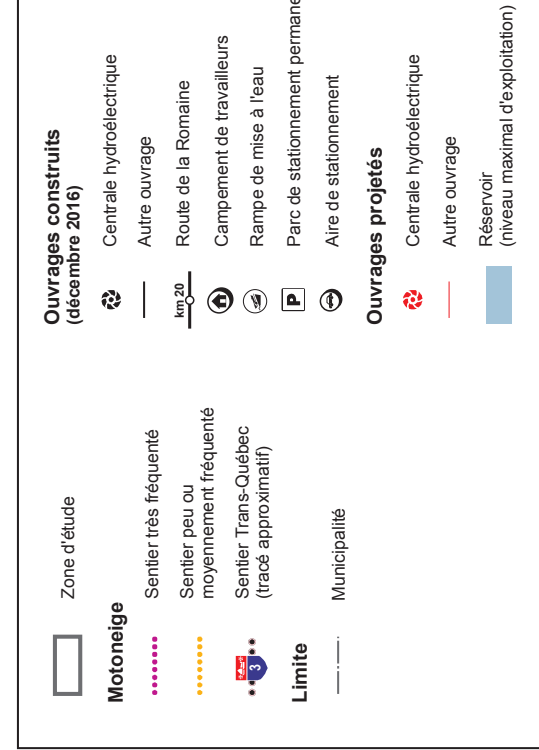 Zone d'étude
Motoneige
Sentier très fréquenté
Sentier peu ou
moyennement fréquenté
3
Sentier Trans-Québec
(tracé approximatif)
Limite
Municipalité
Ouvrages construits
(décembre 2016)
Centrale hydroélectrique
Autre ouvrage
km 20
Route de la Romaine
Campement de travailleurs
Rampe de mise à l'eau
P
Parc de stationnement permane
Aire de stationnement
Ouvrages projetés
Centrale hydroélectrique
Autre ouvrage
Réservoir
(niveau maximal d'exploitation)